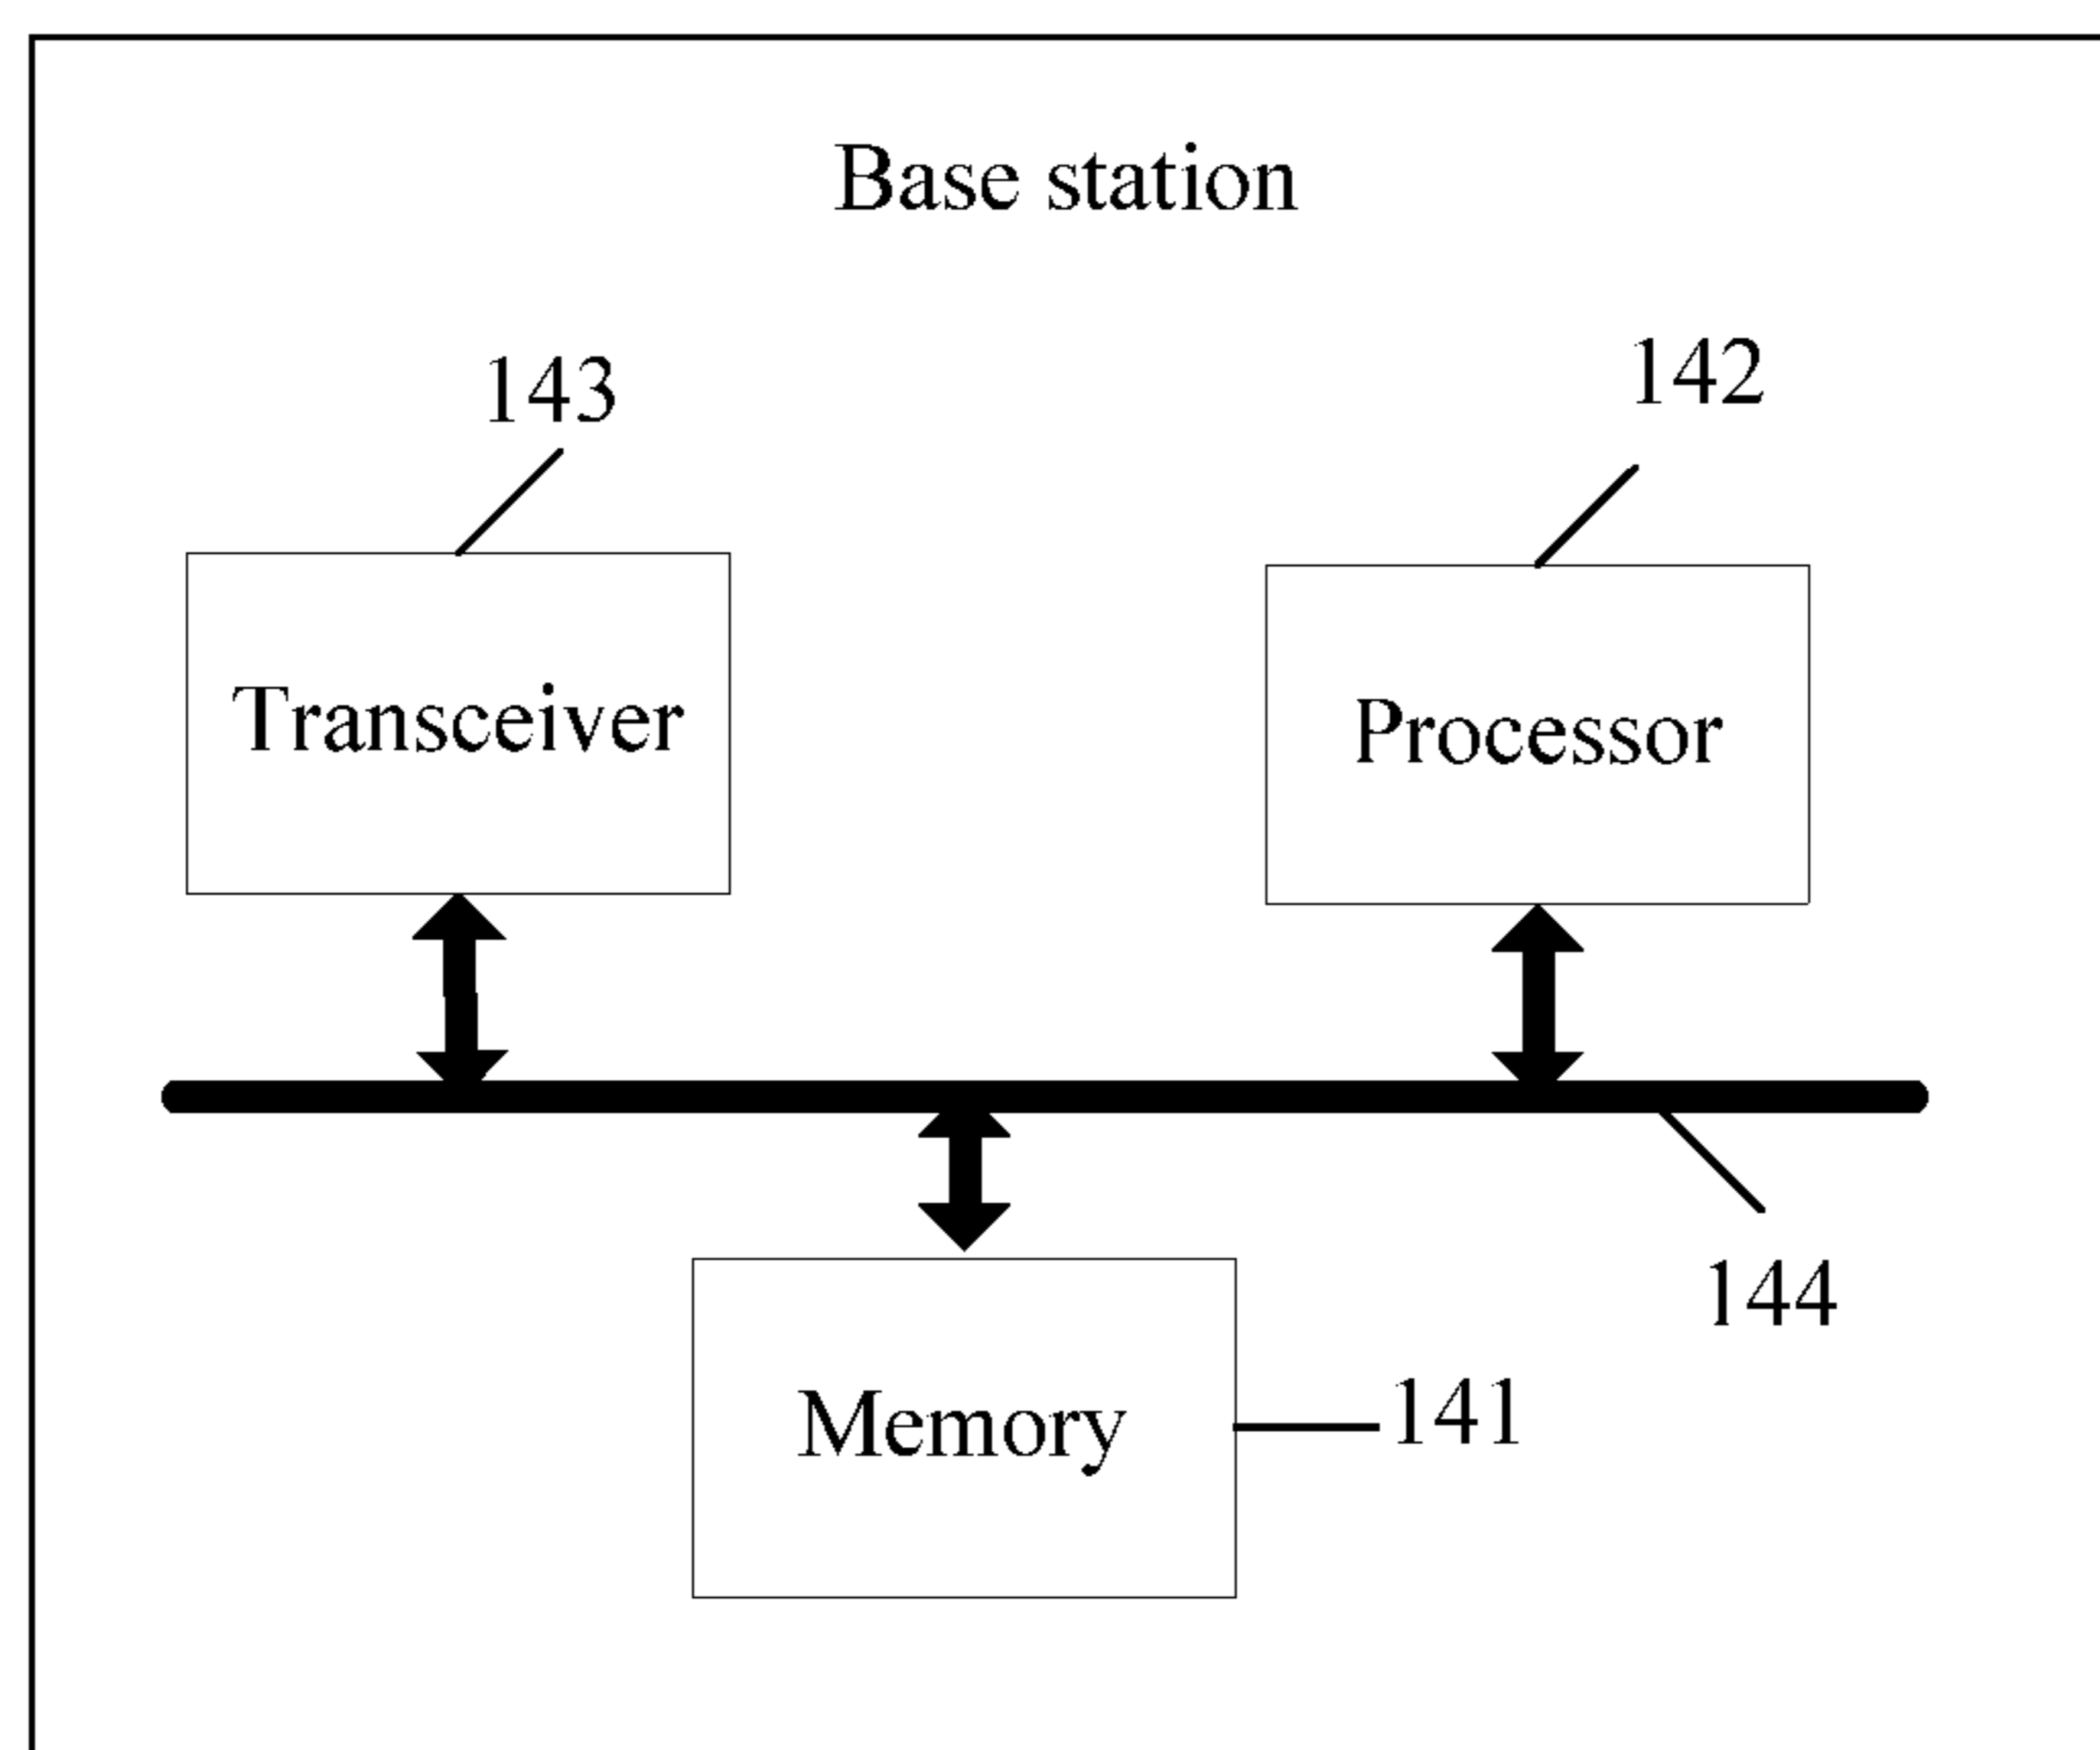 Base station
143
142
Transceiver
Processor
144
Memory
141